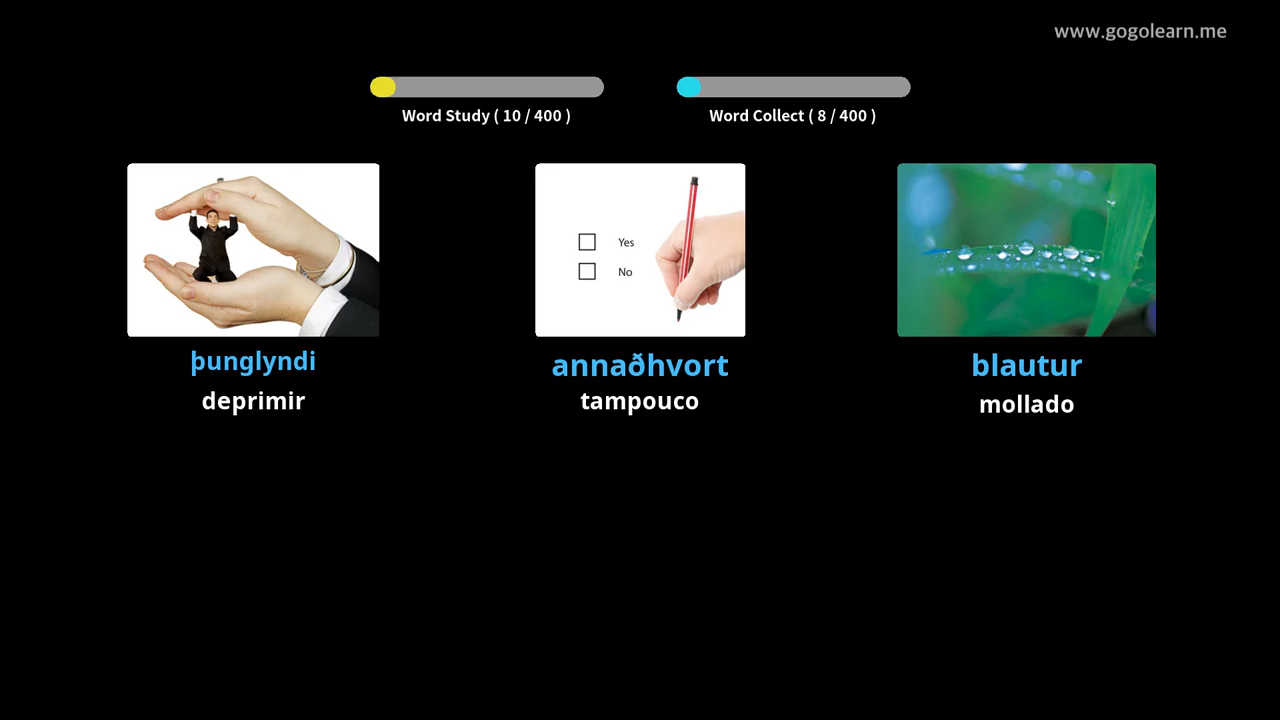 www.gogolearn.me
Word Study ( 10 / 400 )
Word Collect ( 8 / 400 )
Yes
No
þunglyndi
deprimir
annaðhvort
tampouco
blautur
mollado